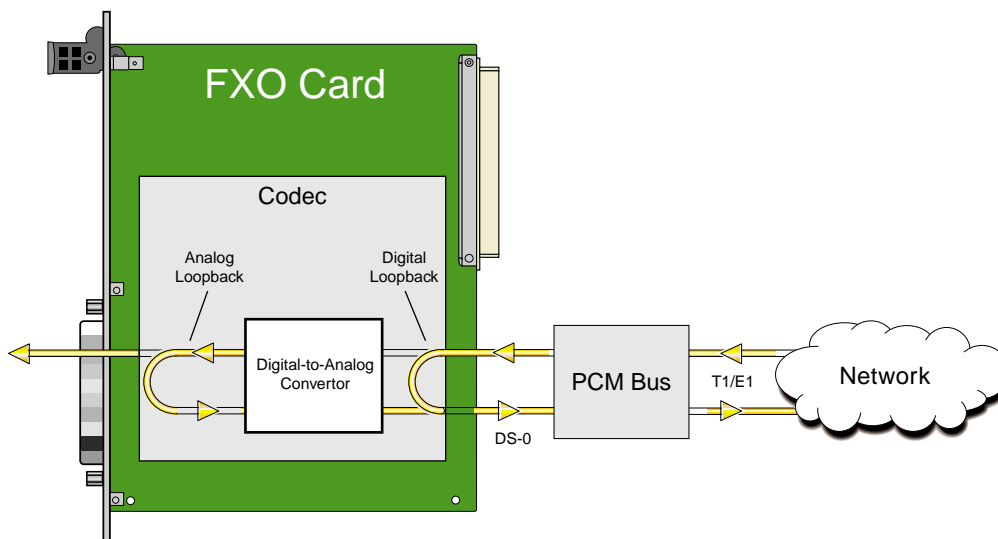 FXO Card
Codec
Analog
Loopback
Digital
Loopback
Digital-to-Analog
Convertor
PCM Bus
T1/E1
Network
DS-0